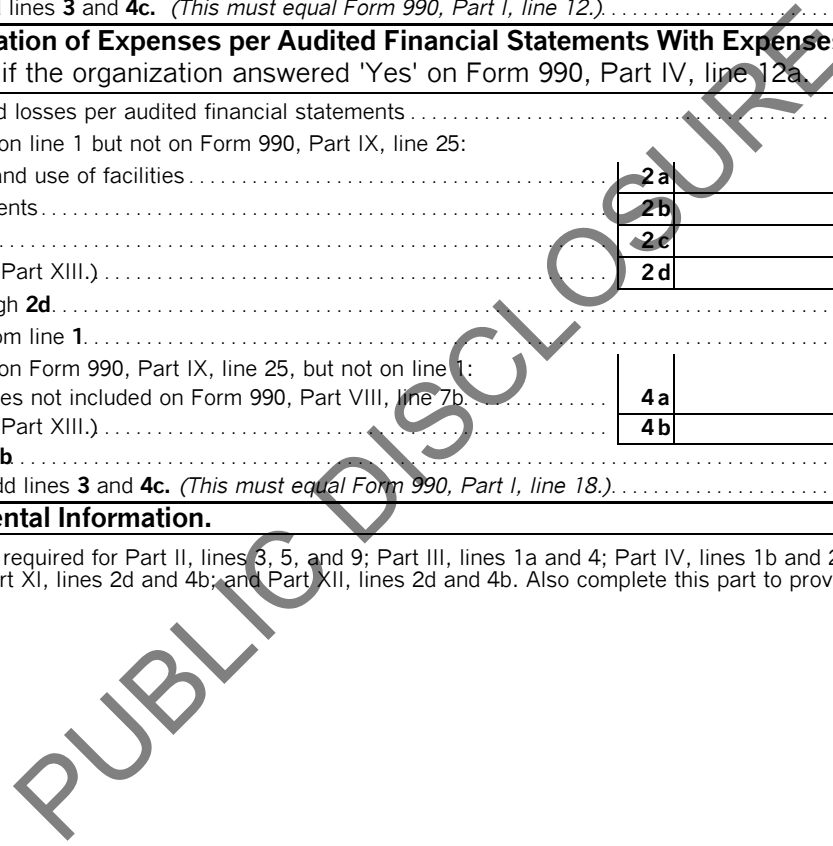 lines 3 and 4c. (This must equal Form 990, Part I, line 12.)
ation of Expenses per Audited Financial Statements With Expenses
if the organization answered 'Yes' on Form 990, Part IV, line 12a.
d losses per audited financial statements
on line 1 but not on Form 990, Part IX, line 25:
and use of facilities 2a
ents 2b
2c
Part XIII.) 2d
gh 2d
om line 1
on Form 990, Part IX, line 25, but not on line 1:
es not included on Form 990, Part VIII, line 7b 4a
Part XIII.) 4b
b
dd lines 3 and 4c. (This must equal Form 990, Part I, line 18.)
ental Information.
required for Part II, lines 3, 5, and 9; Part III, lines 1a and 4; Part IV, lines 1b and 2
rt XI, lines 2d and 4b; and Part XII, lines 2d and 4b. Also complete this part to prov
PUBLIC DISCLOSURE